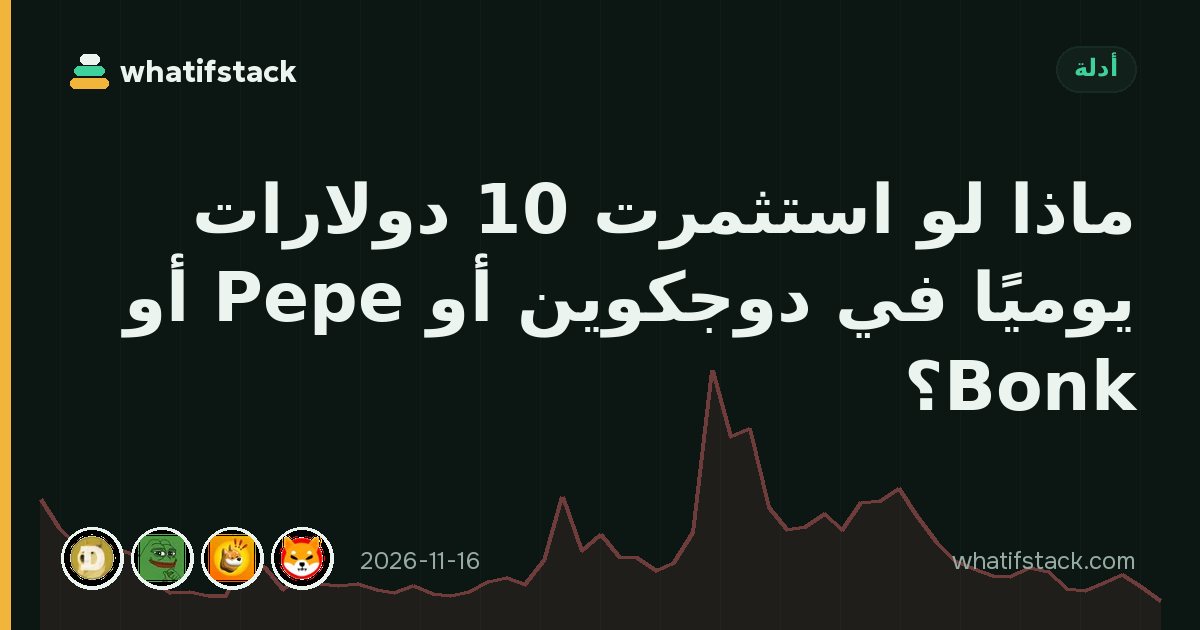 whatifstack
أدلة
ماذا لو استثمرت 10 دولارات
يوميًا في دوجكوين أو Pepe أو
Bonk؟
2026-11-16
whatifstack.com